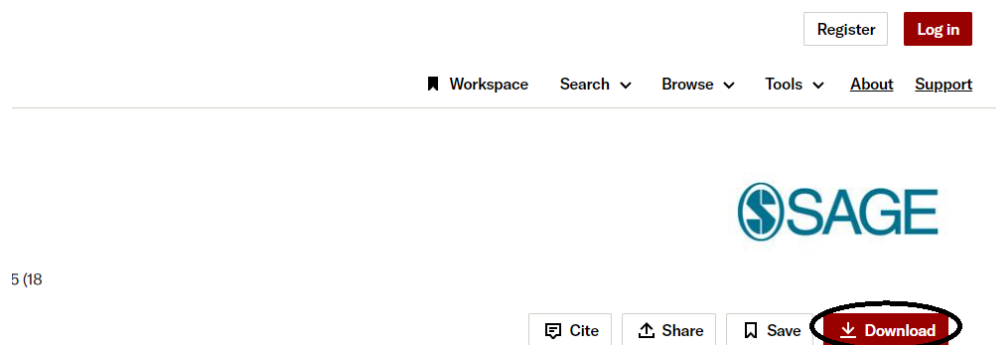 Register Log in
Workspace Search Browse Tools About Support
SAGE
5 (18
Cite Share Save Download